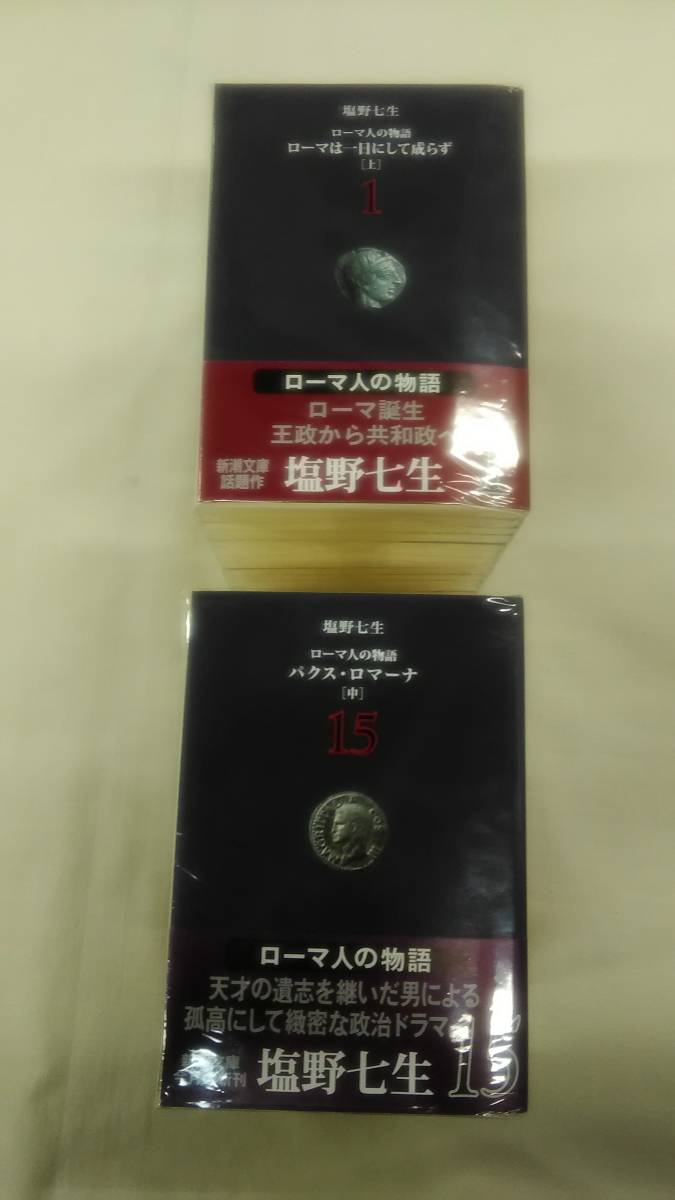 塩野七生
ローマ人の物語
ローマは一日にして成らず
[上]
1
ローマ人の物語
ローマ誕生
王政から共和政へ
新潮文庫
話題作
塩野七生
塩野七生
ローマ人の物語
パクス・ロマーナ
[中]
15
ローマ人の物語
天才の遺志を継いだ男による
孤高にして緻密な政治ドラマ
塩野七生
15